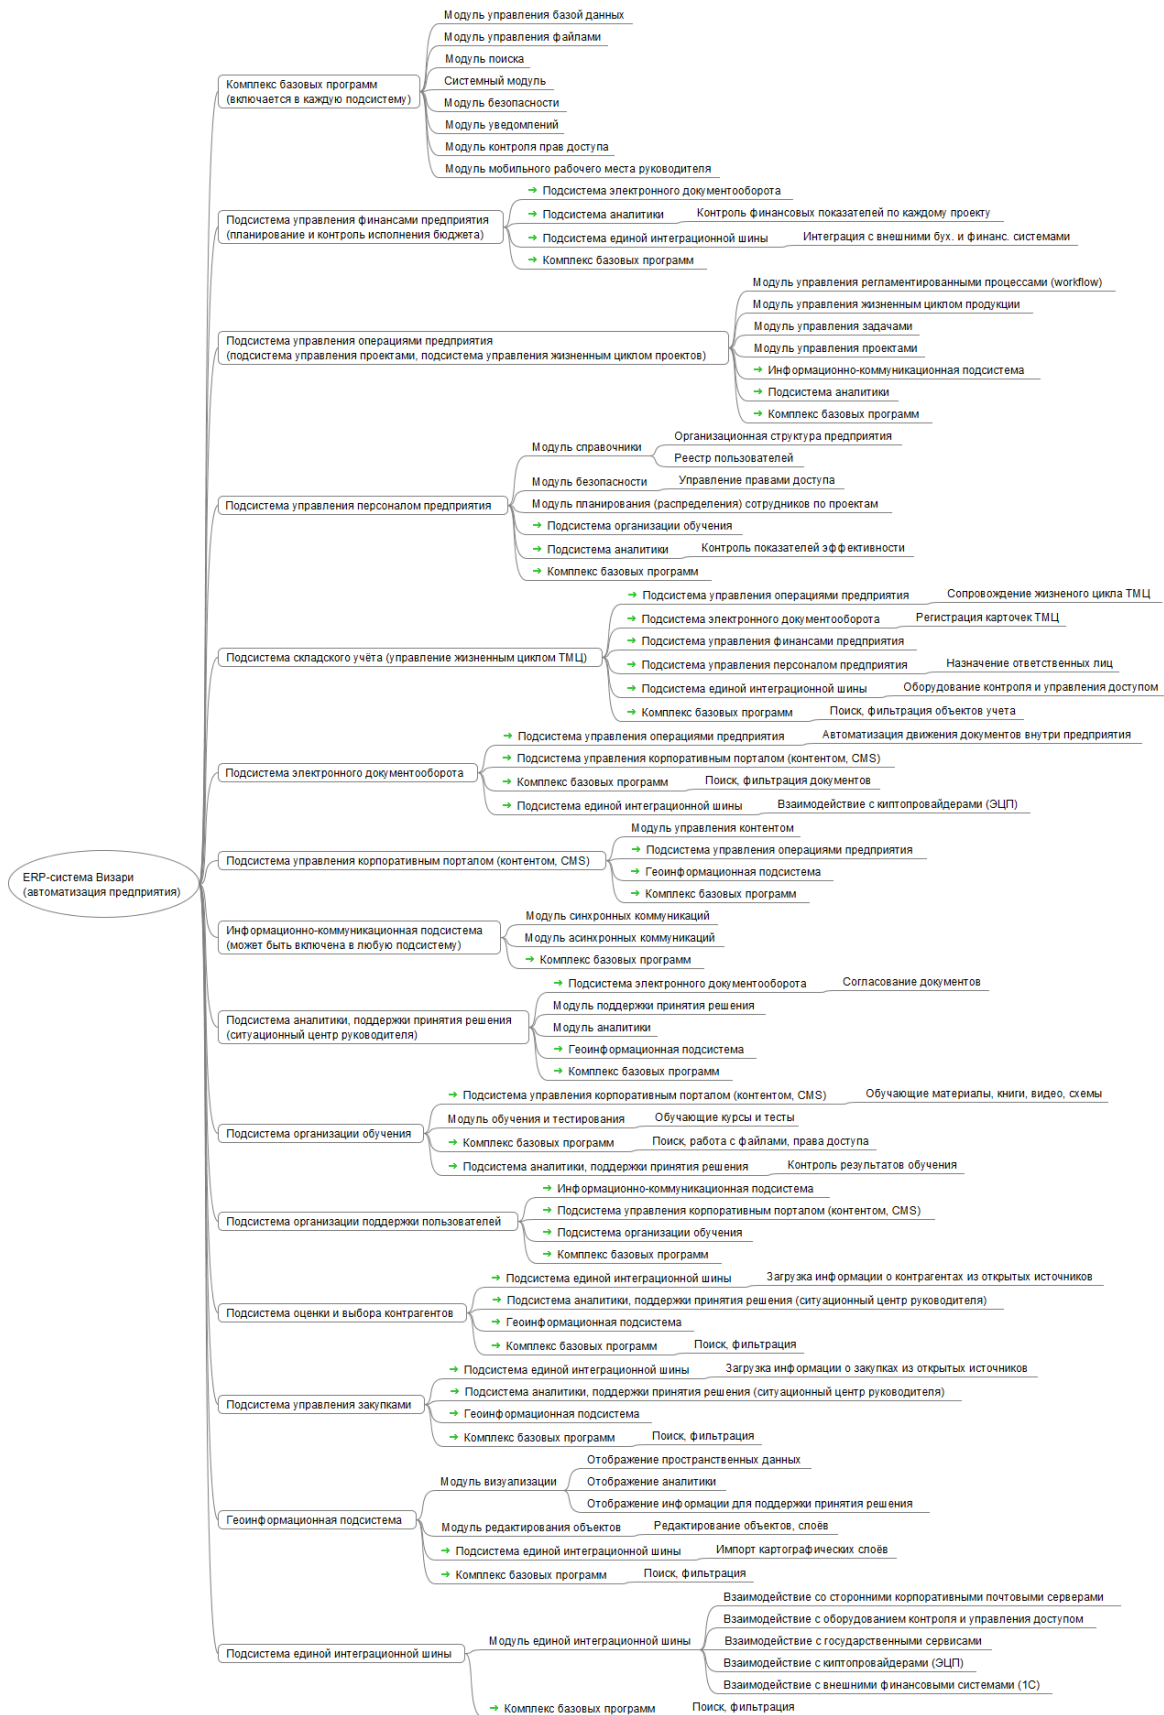 Модуль управления базой данных
Модуль управления файлами
Модуль поиска
Системный модуль
Комплекс базовых программ
(включается в каждую подсистему)
Модуль безопасности
Модуль уведомлений
Модуль контроля прав доступа
Модуль мобильного рабочего места руководителя
Подсистема управления финансами предприятия
(планирование и контроль исполнения бюджета)
Подсистема электронного документооборота
Подсистема аналитики
Контроль финансовых показателей по каждому проекту
Подсистема единой интеграционной шины
Интеграция с внешними бух. и финанс. системами
Комплекс базовых программ
Подсистема управления операциями предприятия
(подсистема управления проектами, подсистема управления жизненным циклом проектов)
Модуль управления регламентированными процессами (workflow)
Модуль управления жизненным циклом продукции
Модуль управления задачами
Модуль управления проектами
Информационно-коммуникационная подсистема
Подсистема аналитики
Комплекс базовых программ
Подсистема управления персоналом предприятия
Модуль справочники
Организационная структура предприятия
Реестр пользователей
Модуль безопасности
Управление правами доступа
Модуль планирования (распределения) сотрудников по проектам
Подсистема организации обучения
Подсистема аналитики
Контроль показателей эффективности
Комплекс базовых программ
Подсистема складского учёта (управление жизненным циклом ТМЦ)
Подсистема управления операциями предприятия
Сопровождение жизненого цикла ТМЦ
Подсистема электронного документооборота
Регистрация карточек ТМЦ
Подсистема управления финансами предприятия
Подсистема управления персоналом предприятия
Назначение ответственных лиц
Подсистема единой интеграционной шины
Оборудование контроля и управления доступом
Комплекс базовых программ
Поиск, фильтрация объектов учета
Подсистема электронного документооборота
Подсистема управления операциями предприятия
Автоматизация движения документов внутри предприятия
Подсистема управления корпоративным порталом (контентом, CMS)
Комплекс базовых программ
Поиск, фильтрация документов
Подсистема единой интеграционной шины
Взаимодействие с киптопровайдерами (ЭЦП)
ERP-система Визари
(автоматизация предприятия)
Подсистема управления корпоративным порталом (контентом, CMS)
Модуль управления контентом
Подсистема управления операциями предприятия
Геоинформационная подсистема
Комплекс базовых программ
Информационно-коммуникационная подсистема
(может быть включена в любую подсистему)
Модуль синхронных коммуникаций
Модуль асинхронных коммуникаций
Комплекс базовых программ
Подсистема аналитики, поддержки принятия решения
(ситуационный центр руководителя)
Подсистема электронного документооборота
Согласование документов
Модуль поддержки принятия решения
Модуль аналитики
Геоинформационная подсистема
Комплекс базовых программ
Подсистема организации обучения
Подсистема управления корпоративным порталом (контентом, CMS)
Обучающие материалы, книги, видео, схемы
Модуль обучения и тестирования
Обучающие курсы и тесты
Комплекс базовых программ
Поиск, работа с файлами, права доступа
Подсистема аналитики, поддержки принятия решения
Контроль результатов обучения
Подсистема организации поддержки пользователей
Информационно-коммуникационная подсистема
Подсистема управления корпоративным порталом (контентом, CMS)
Подсистема организации обучения
Комплекс базовых программ
Подсистема оценки и выбора контрагентов
Подсистема единой интеграционной шины
Загрузка информации о контрагентах из открытых источников
Подсистема аналитики, поддержки принятия решения (ситуационный центр руководителя)
Геоинформационная подсистема
Комплекс базовых программ
Поиск, фильтрация
Подсистема управления закупками
Подсистема единой интеграционной шины
Загрузка информации о закупках из открытых источников
Подсистема аналитики, поддержки принятия решения (ситуационный центр руководителя)
Геоинформационная подсистема
Комплекс базовых программ
Поиск, фильтрация
Геоинформационная подсистема
Модуль визуализации
Отображение пространственных данных
Отображение аналитики
Отображение информации для поддержки принятия решения
Модуль редактирования объектов
Редактирование объектов, слоёв
Подсистема единой интеграционной шины
Импорт картографических слоёв
Комплекс базовых программ
Поиск, фильтрация
Подсистема единой интеграционной шины
Модуль единой интеграционной шины
Взаимодействие со сторонними корпоративными почтовыми серверами
Взаимодействие с оборудованием контроля и управления доступом
Взаимодействие с государственными сервисами
Взаимодействие с киптопровайдерами (ЭЦП)
Взаимодействие с внешними финансовыми системами (1С)
Комплекс базовых программ
Поиск, фильтрация